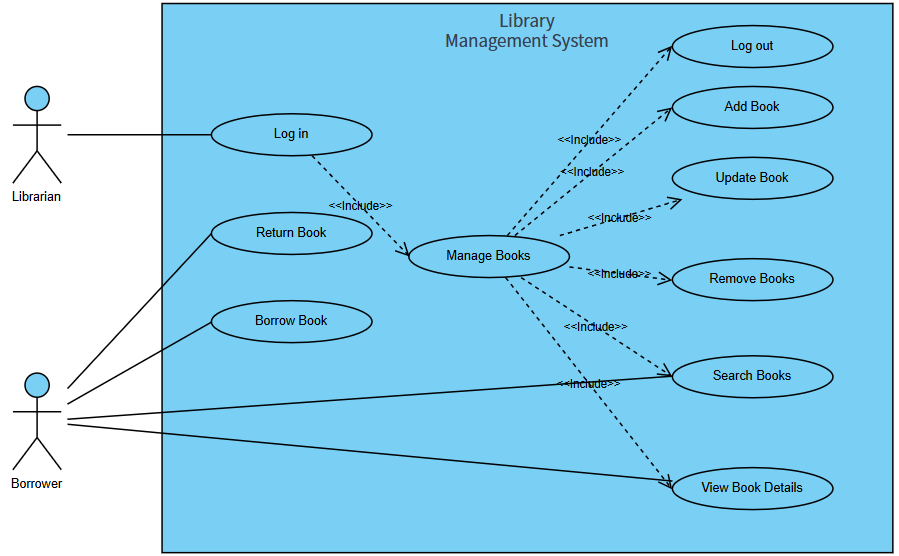 Library
Management System
Log out
Add Book
<<Include>>
Log in
<<Include>>
Update Book
Librarian
<<Include>>
<<Include>>
Return Book
Manage Books
<<Include>>
Remove Books
Borrow Book
<<Include>>
Search Books
<<Include>>
Borrower
View Book Details